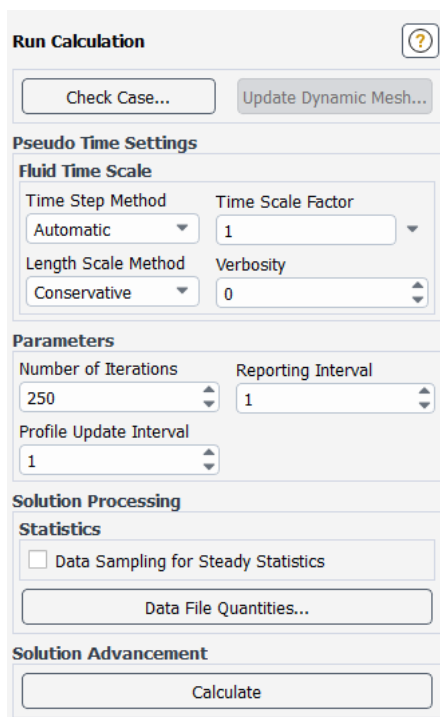 Run Calculation
?
Check Case... Update Dynamic Mesh...
Pseudo Time Settings
Fluid Time Scale
Time Step Method Time Scale Factor
Automatic 1
Length Scale Method Verbosity
Conservative 0
Parameters
Number of Iterations Reporting Interval
250 1
Profile Update Interval
1
Solution Processing
Statistics
Data Sampling for Steady Statistics
Data File Quantities...
Solution Advancement
Calculate